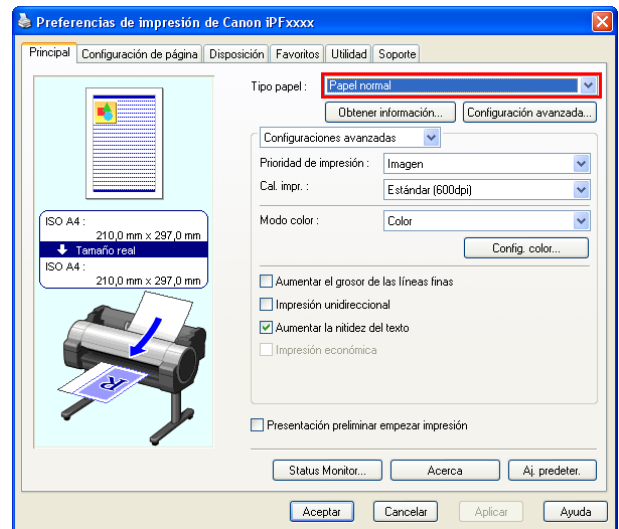 Preferencias de impresión de Canon iPFxxxx
Principal Configuración de página Disposición Favoritos Utilidad Soporte
Tipo papel : Papel normal
Obtener información... Configuración avanzada...
Configuraciones avanzadas
Prioridad de impresión : Imagen
Cal. impr. : Estándar (600dpi)
Modo color : Color
Config. color...
ISO A4 :
210,0 mm x 297,0 mm
Tamaño real
ISO A4 :
210,0 mm x 297,0 mm
Aumentar el grosor de las líneas finas
Impresión unidireccional
Aumentar la nitidez del texto
Impresión económica
R
Presentación preliminar empezar impresión
Status Monitor... Acerca Aj. predeter.
Aceptar Cancelar Aplicar Ayuda